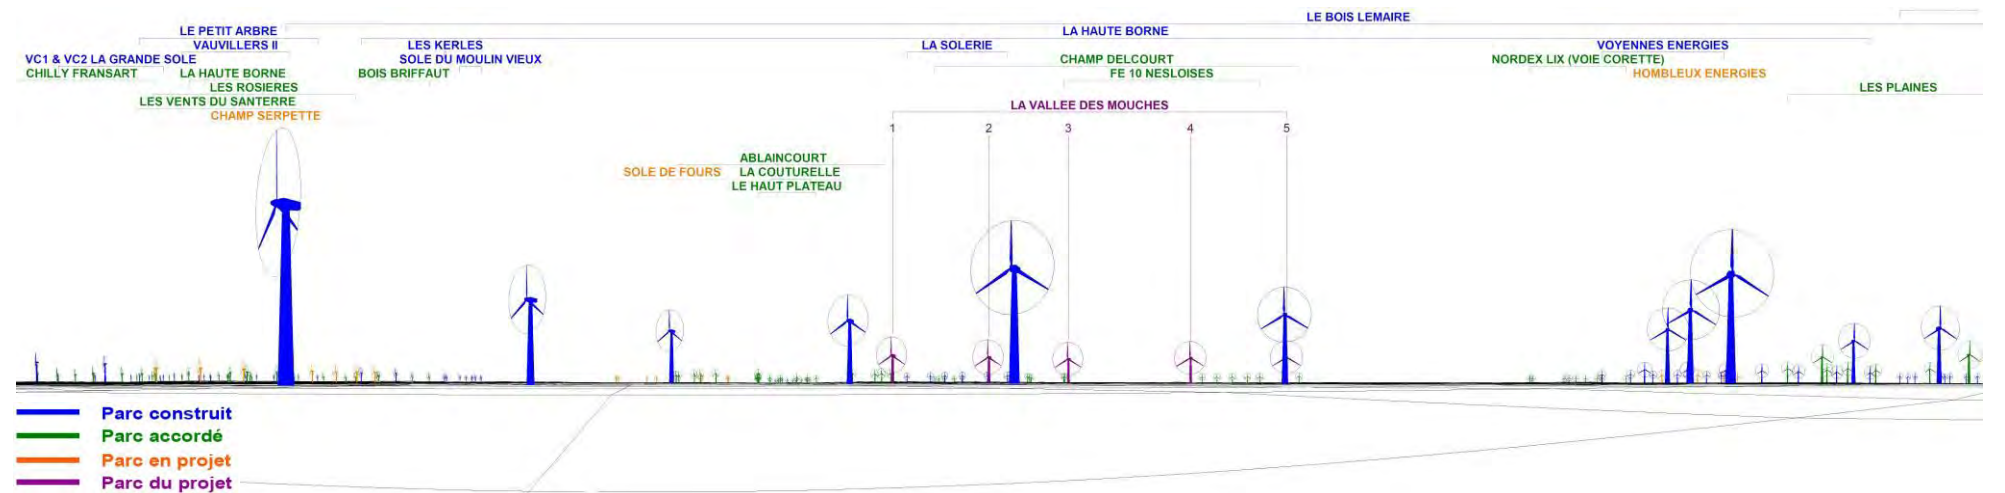 LE BOIS LEMAIRE
LE PETIT ARBRE
LA HAUTE BORNE
VAUVILLERS II
LES KERLES
LA SOLERIE
VOYENNES ENERGIES
VC1 & VC2 LA GRANDE SOLE
SOLE DU MOULIN VIEUX
CHAMP DELCOURT
NORDEX LIX (VOIE CORETTE)
CHILLY FRANSART
LA HAUTE BORNE
BOIS BRIFFAUT
FE 10 NESLOISES
HOMBLEUX ENERGIES
LES ROSIERES
LES PLAINES
LES VENTS DU SANTERRE
LA VALLEE DES MOUCHES
CHAMP SERPETTE
1 2 3 4 5
ABLAINCOURT
SOLE DE FOURS
LA COUTURELLE
LE HAUT PLATEAU
Parc construit
Parc accordé
Parc en projet
Parc du projet